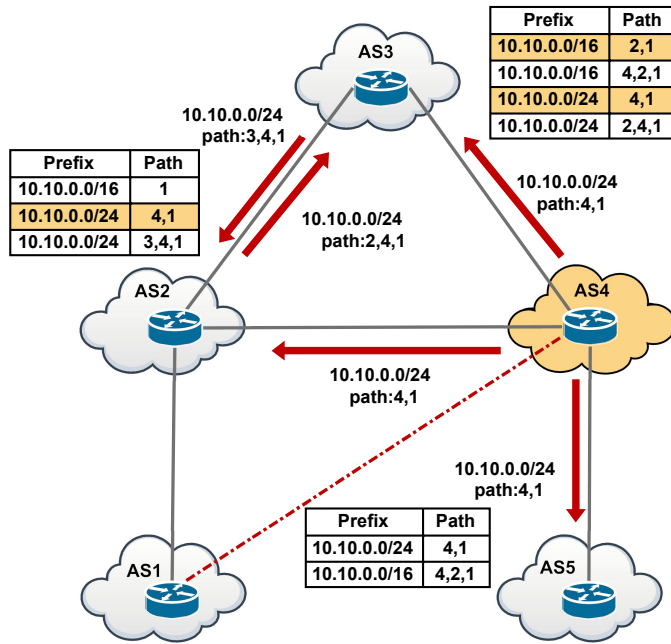 Prefix Path
10.10.0.0/16 2,1
10.10.0.0/16 4,2,1
10.10.0.0/24 4,1
10.10.0.0/24 2,4,1
AS3
10.10.0.0/24
path:3,4,1
Prefix Path
10.10.0.0/16 1
10.10.0.0/24 4,1
10.10.0.0/24 3,4,1
10.10.0.0/24
path:4,1
10.10.0.0/24
path:2,4,1
AS2
AS4
10.10.0.0/24
path:4,1
10.10.0.0/24
path:4,1
Prefix Path
10.10.0.0/24 4,1
10.10.0.0/16 4,2,1
AS1
AS5